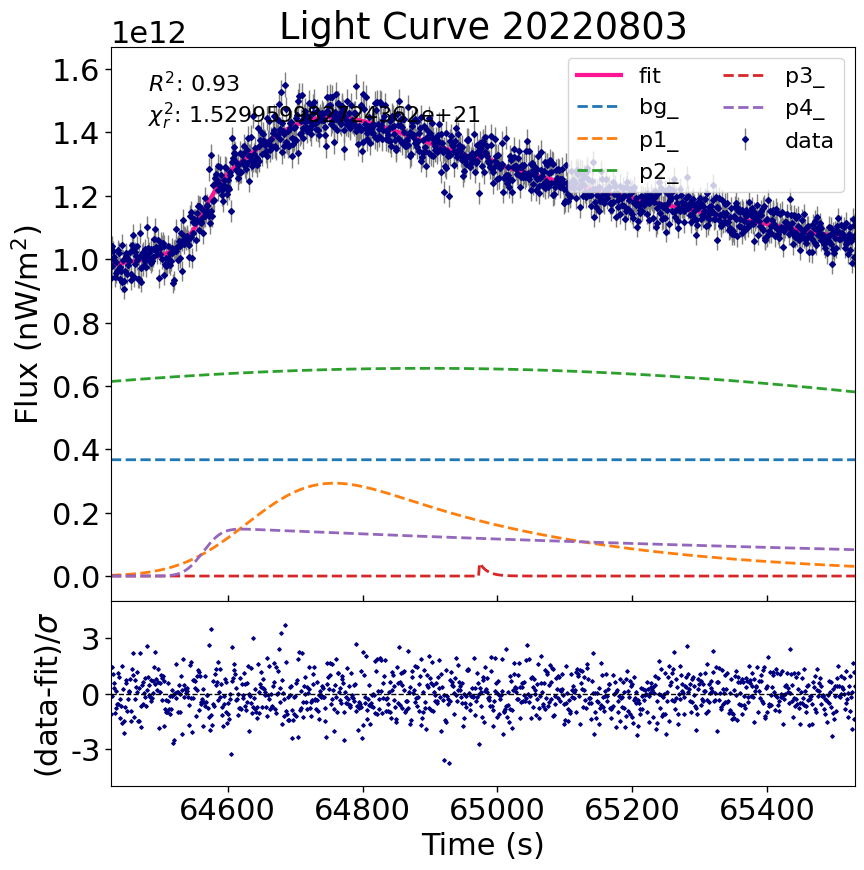 Light Curve 20220803
1e12
R²: 0.93
χ²ᵣ:
fit
bg_
p1_
p2_
p3_
p4_
data
1.6
1.4
1.2
1.0
0.8
0.6
0.4
0.2
0.0
Flux (nW/m²)
3
0
-3
(data-fit)/σ
64600 64800 65000 65200 65400
Time (s)